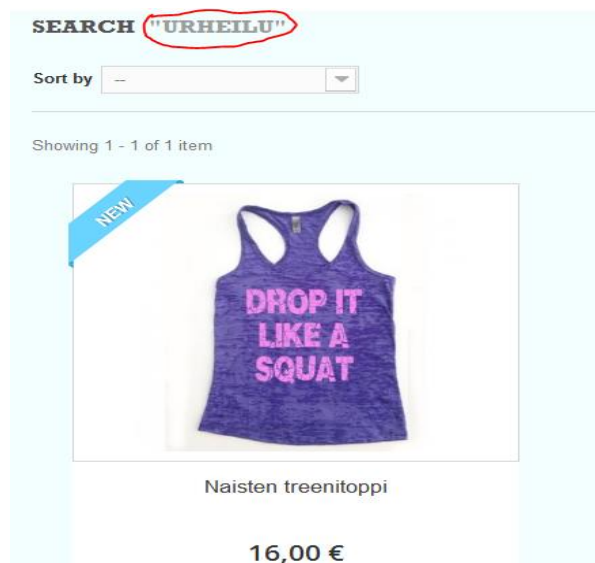 SEARCH "URHEILU"
Sort by --
Showing 1 - 1 of 1 item
NEW
DROP IT
LIKE A
SQUAT
Naisten treenitoppi
16,00 €